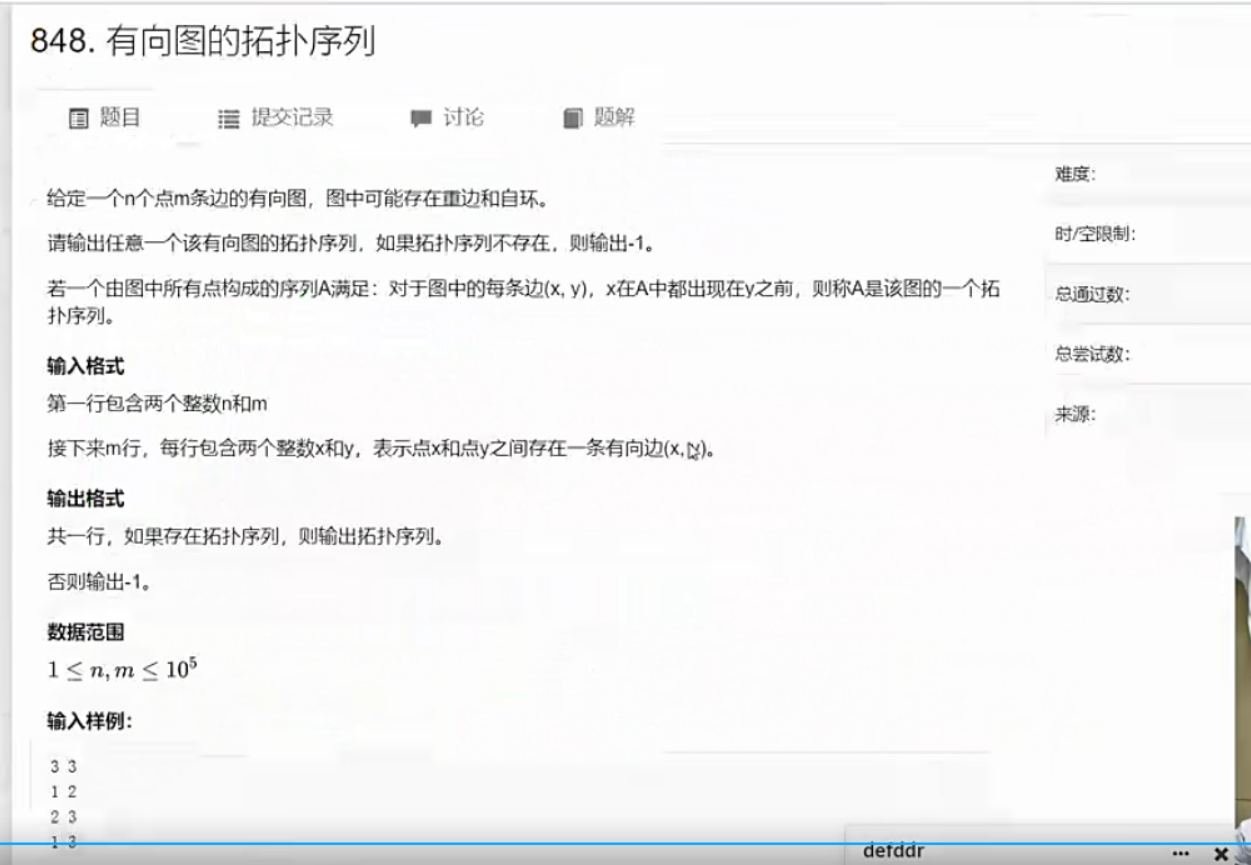 848. 有向图的拓扑序列
题目 提交记录 讨论 题解
给定一个n个点m条边的有向图，图中可能存在重边和自环。
请输出任意一个该有向图的拓扑序列，如果拓扑序列不存在，则输出-1。
若一个由图中所有点构成的序列A满足：对于图中的每条边(x, y)，x在A中都出现在y之前，则称A是该图的一个拓
扑序列。
输入格式
第一行包含两个整数n和m
接下来m行，每行包含两个整数x和y，表示点x和点y之间存在一条有向边(x, y)。
输出格式
共一行，如果存在拓扑序列，则输出拓扑序列。
否则输出-1。
数据范围
1 ≤ n, m ≤ 10⁵
输入样例：
3 3
1 2
2 3
1 3
难度：
时/空限制：
总通过数：
总尝试数：
来源：
defddr